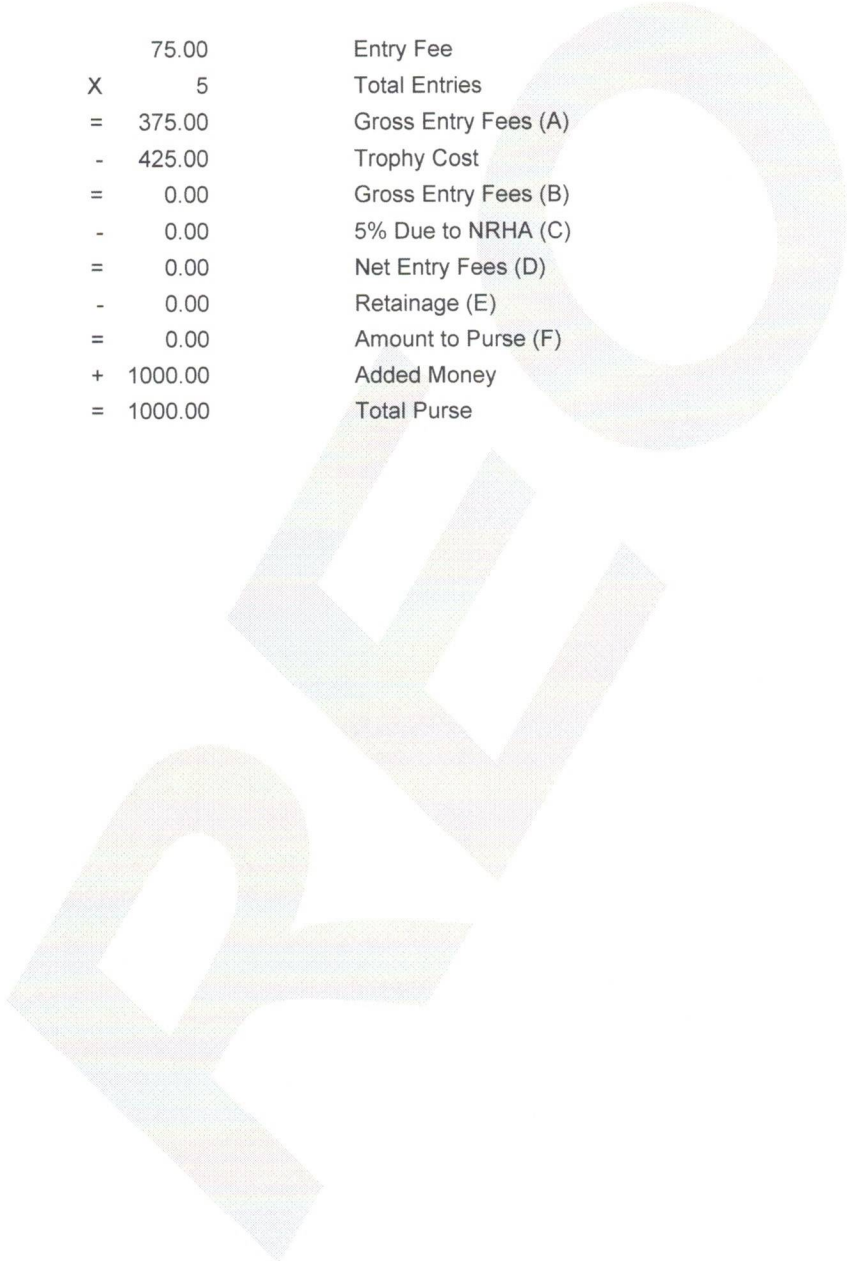 75.00 Entry Fee
X 5 Total Entries
= 375.00 Gross Entry Fees (A)
- 425.00 Trophy Cost
= 0.00 Gross Entry Fees (B)
- 0.00 5% Due to NRHA (C)
= 0.00 Net Entry Fees (D)
- 0.00 Retainage (E)
= 0.00 Amount to Purse (F)
+ 1000.00 Added Money
= 1000.00 Total Purse
REO